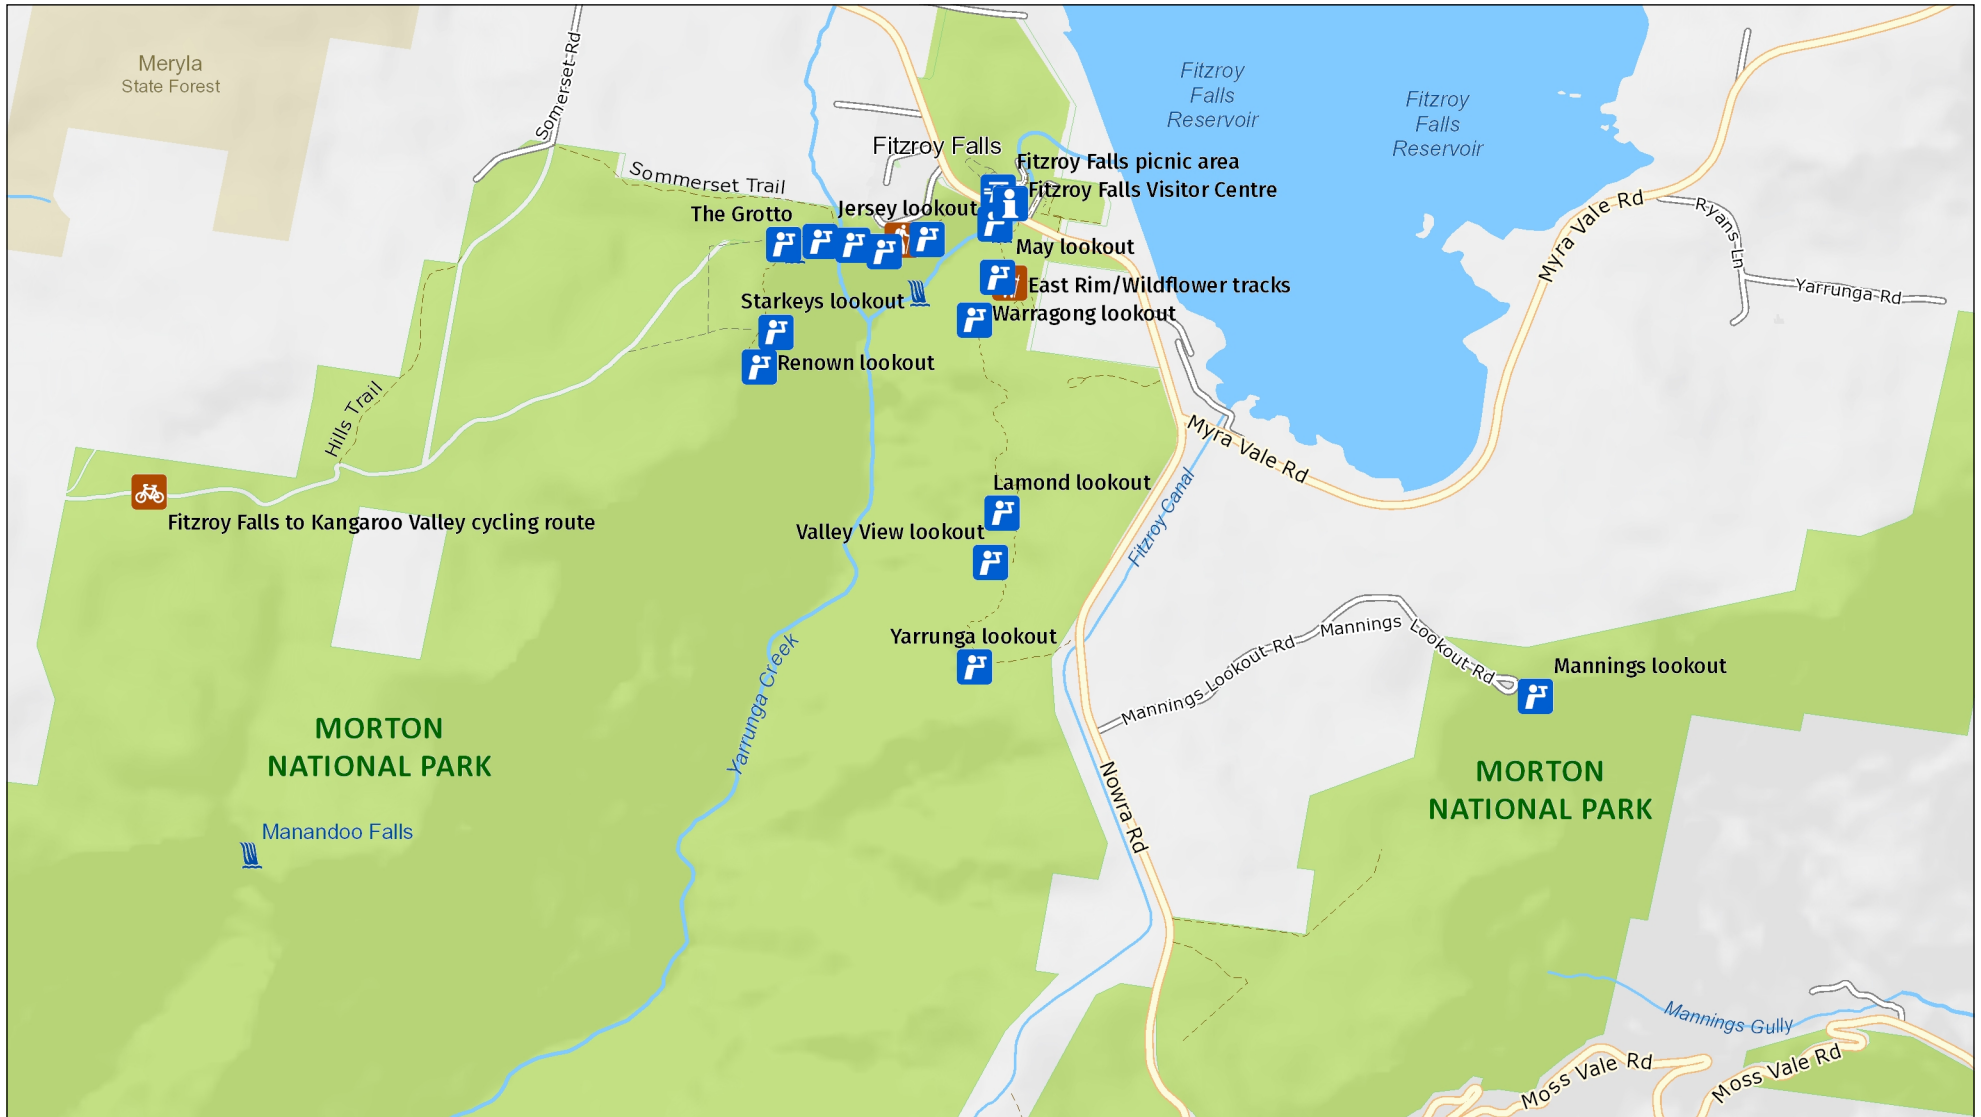 Meryla
State Forest
Somerset Rd
Fitzroy
Falls
Reservoir
Fitzroy
Falls
Reservoir
Fitzroy Falls
Fitzroy Falls picnic area
Fitzroy Falls Visitor Centre
Sommerset Trail
The Grotto
Jersey lookout
May lookout
Myra Vale Rd
Ryans Ln
Yarrunga Rd
East Rim/Wildflower tracks
Starkeys lookout
Warragong lookout
Renown lookout
Hills Trail
Myra Vale Rd
Fitzroy Falls to Kangaroo Valley cycling route
Lamond lookout
Valley View lookout
Fitzroy Canal
Yarrunga lookout
Yarrunga Creek
Mannings Lookout Rd
Mannings Lookout Rd
Mannings lookout
MORTON
NATIONAL PARK
MORTON
NATIONAL PARK
Nowra Rd
Manandoo Falls
Mannings Gully
Moss Vale Rd
Moss Vale Rd